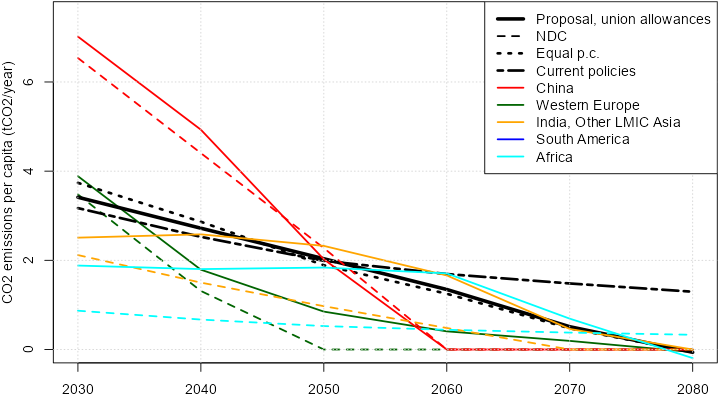 CO2 emissions per capita (tCO2/year)
6
4
2
0
2030 2040 2050 2060 2070 2080
Proposal, union allowances
NDC
Equal p.c.
Current policies
China
Western Europe
India, Other LMIC Asia
South America
Africa